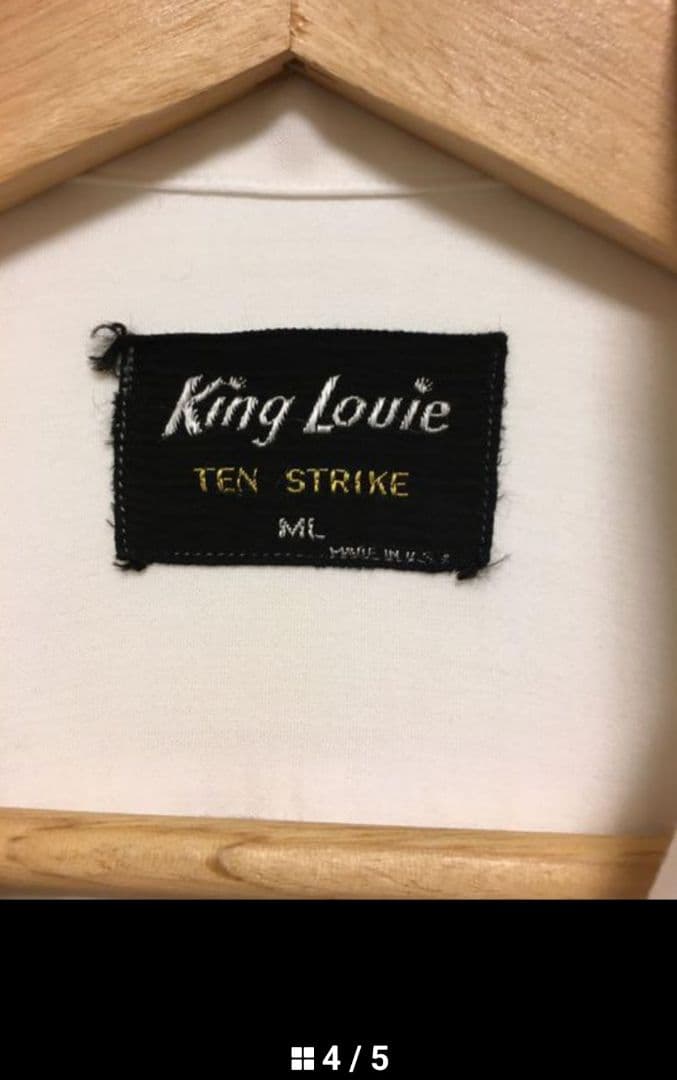 King Louie
TEN STRIKE
ML
MADE IN U.S.A
4 / 5